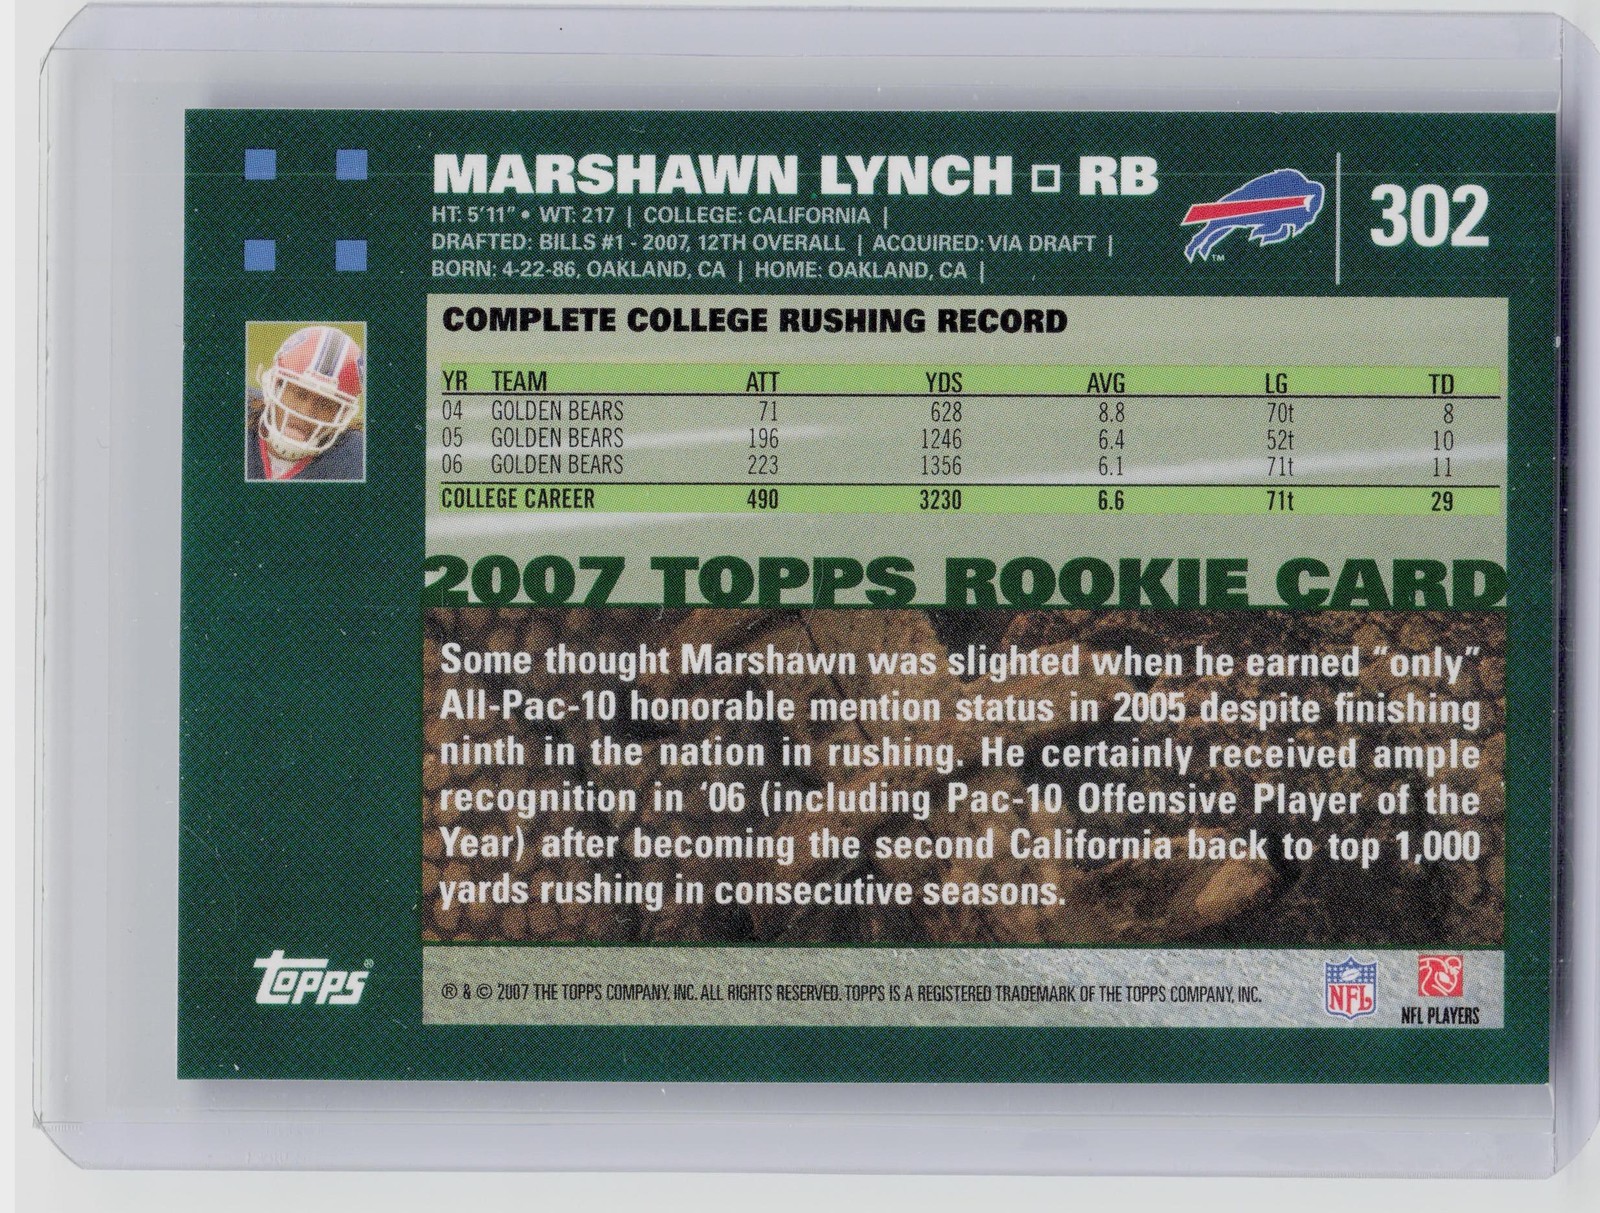 MARSHAWN LYNCH □ RB
302
HT: 5'11" • WT: 217 | COLLEGE: CALIFORNIA |
DRAFTED: BILLS #1 - 2007, 12TH OVERALL | ACQUIRED: VIA DRAFT |
BORN: 4-22-86, OAKLAND, CA | HOME: OAKLAND, CA |
TM
COMPLETE COLLEGE RUSHING RECORD
YR TEAM ATT YDS AVG LG TD
04 GOLDEN BEARS 71 628 8.8 70t 8
05 GOLDEN BEARS 196 1246 6.4 52t 10
06 GOLDEN BEARS 223 1356 6.1 71t 11
COLLEGE CAREER 490 3230 6.6 71t 29
2007 TOPPS ROOKIE CARD
Some thought Marshawn was slighted when he earned "only"
All-Pac-10 honorable mention status in 2005 despite finishing
ninth in the nation in rushing. He certainly received ample
recognition in '06 (including Pac-10 Offensive Player of the
Year) after becoming the second California back to top 1,000
yards rushing in consecutive seasons.
topps®
® & © 2007 THE TOPPS COMPANY, INC. ALL RIGHTS RESERVED. TOPPS IS A REGISTERED TRADEMARK OF THE TOPPS COMPANY, INC.
NFL
NFL PLAYERS